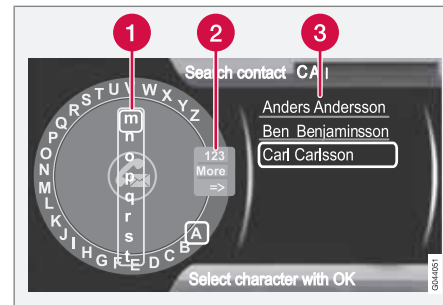 1
2
3
Search contact CA
Anders Andersson
Ben Benjaminsson
Carl Carlsson
A
B
C
D
E
F
G
H
I
J
K
L
M
N
O
P
Q
R
S
T
U
V
W
X
Y
Z
m
n
o
p
q
r
s
t
123
More
=>
Select character with OK
G044051